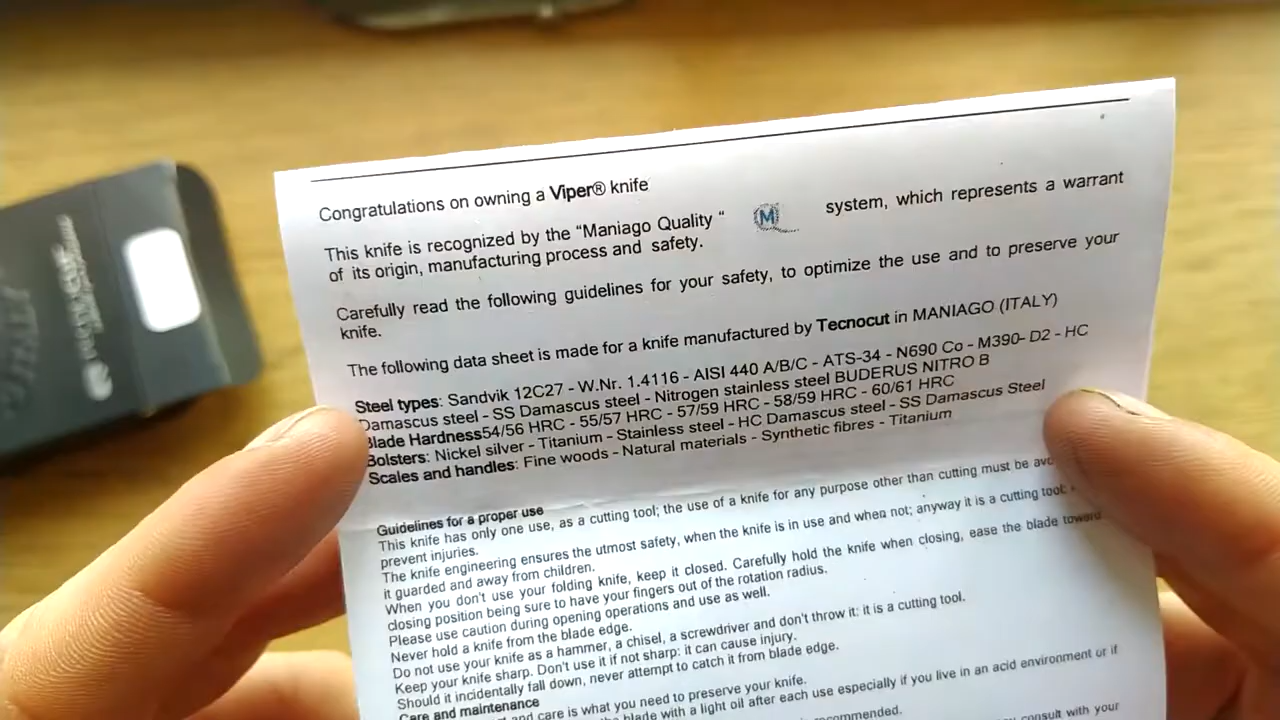 Congratulations on owning a Viper® knife
This knife is recognized by the “Maniago Quality “ M system, which represents a warrant
of its origin, manufacturing process and safety.
Carefully read the following guidelines for your safety, to optimize the use and to preserve your
knife.
The following data sheet is made for a knife manufactured by Tecnocut in MANIAGO (ITALY)
Steel types: Sandvik 12C27 - W.Nr. 1.4116 - AISI 440 A/B/C - ATS-34 - N690 Co - M390- D2 - HC
Damascus steel - SS Damascus steel - Nitrogen stainless steel BUDERUS NITRO B
Blade Hardness54/56 HRC - 55/57 HRC - 57/59 HRC - 58/59 HRC - 60/61 HRC
Bolsters: Nickel silver - Titanium - Stainless steel - HC Damascus steel - SS Damascus Steel
Scales and handles: Fine woods - Natural materials - Synthetic fibres - Titanium
Guidelines for a proper use
This knife has only one use, as a cutting tool; the use of a knife for any purpose other than cutting must be
prevent injuries.
The knife engineering ensures the utmost safety, when the knife is in use and when not; anyway it is a cutting tool:
it guarded and away from children.
When you don't use your folding knife, keep it closed. Carefully hold the knife when closing, ease the blade toward
closing position being sure to have your fingers out of the rotation radius.
Please use caution during opening operations and use as well.
Never hold a knife from the blade edge.
Do not use your knife as a hammer, a chisel, a screwdriver and don't throw it: it is a cutting tool.
Keep your knife sharp. Don't use it if not sharp: it can cause injury.
Should it incidentally fall down, never attempt to catch it from blade edge.
Care and maintenance
and care is what you need to preserve your knife.
the blade with a light oil after each use especially if you live in an acid environment or if
recommended.
consult with your